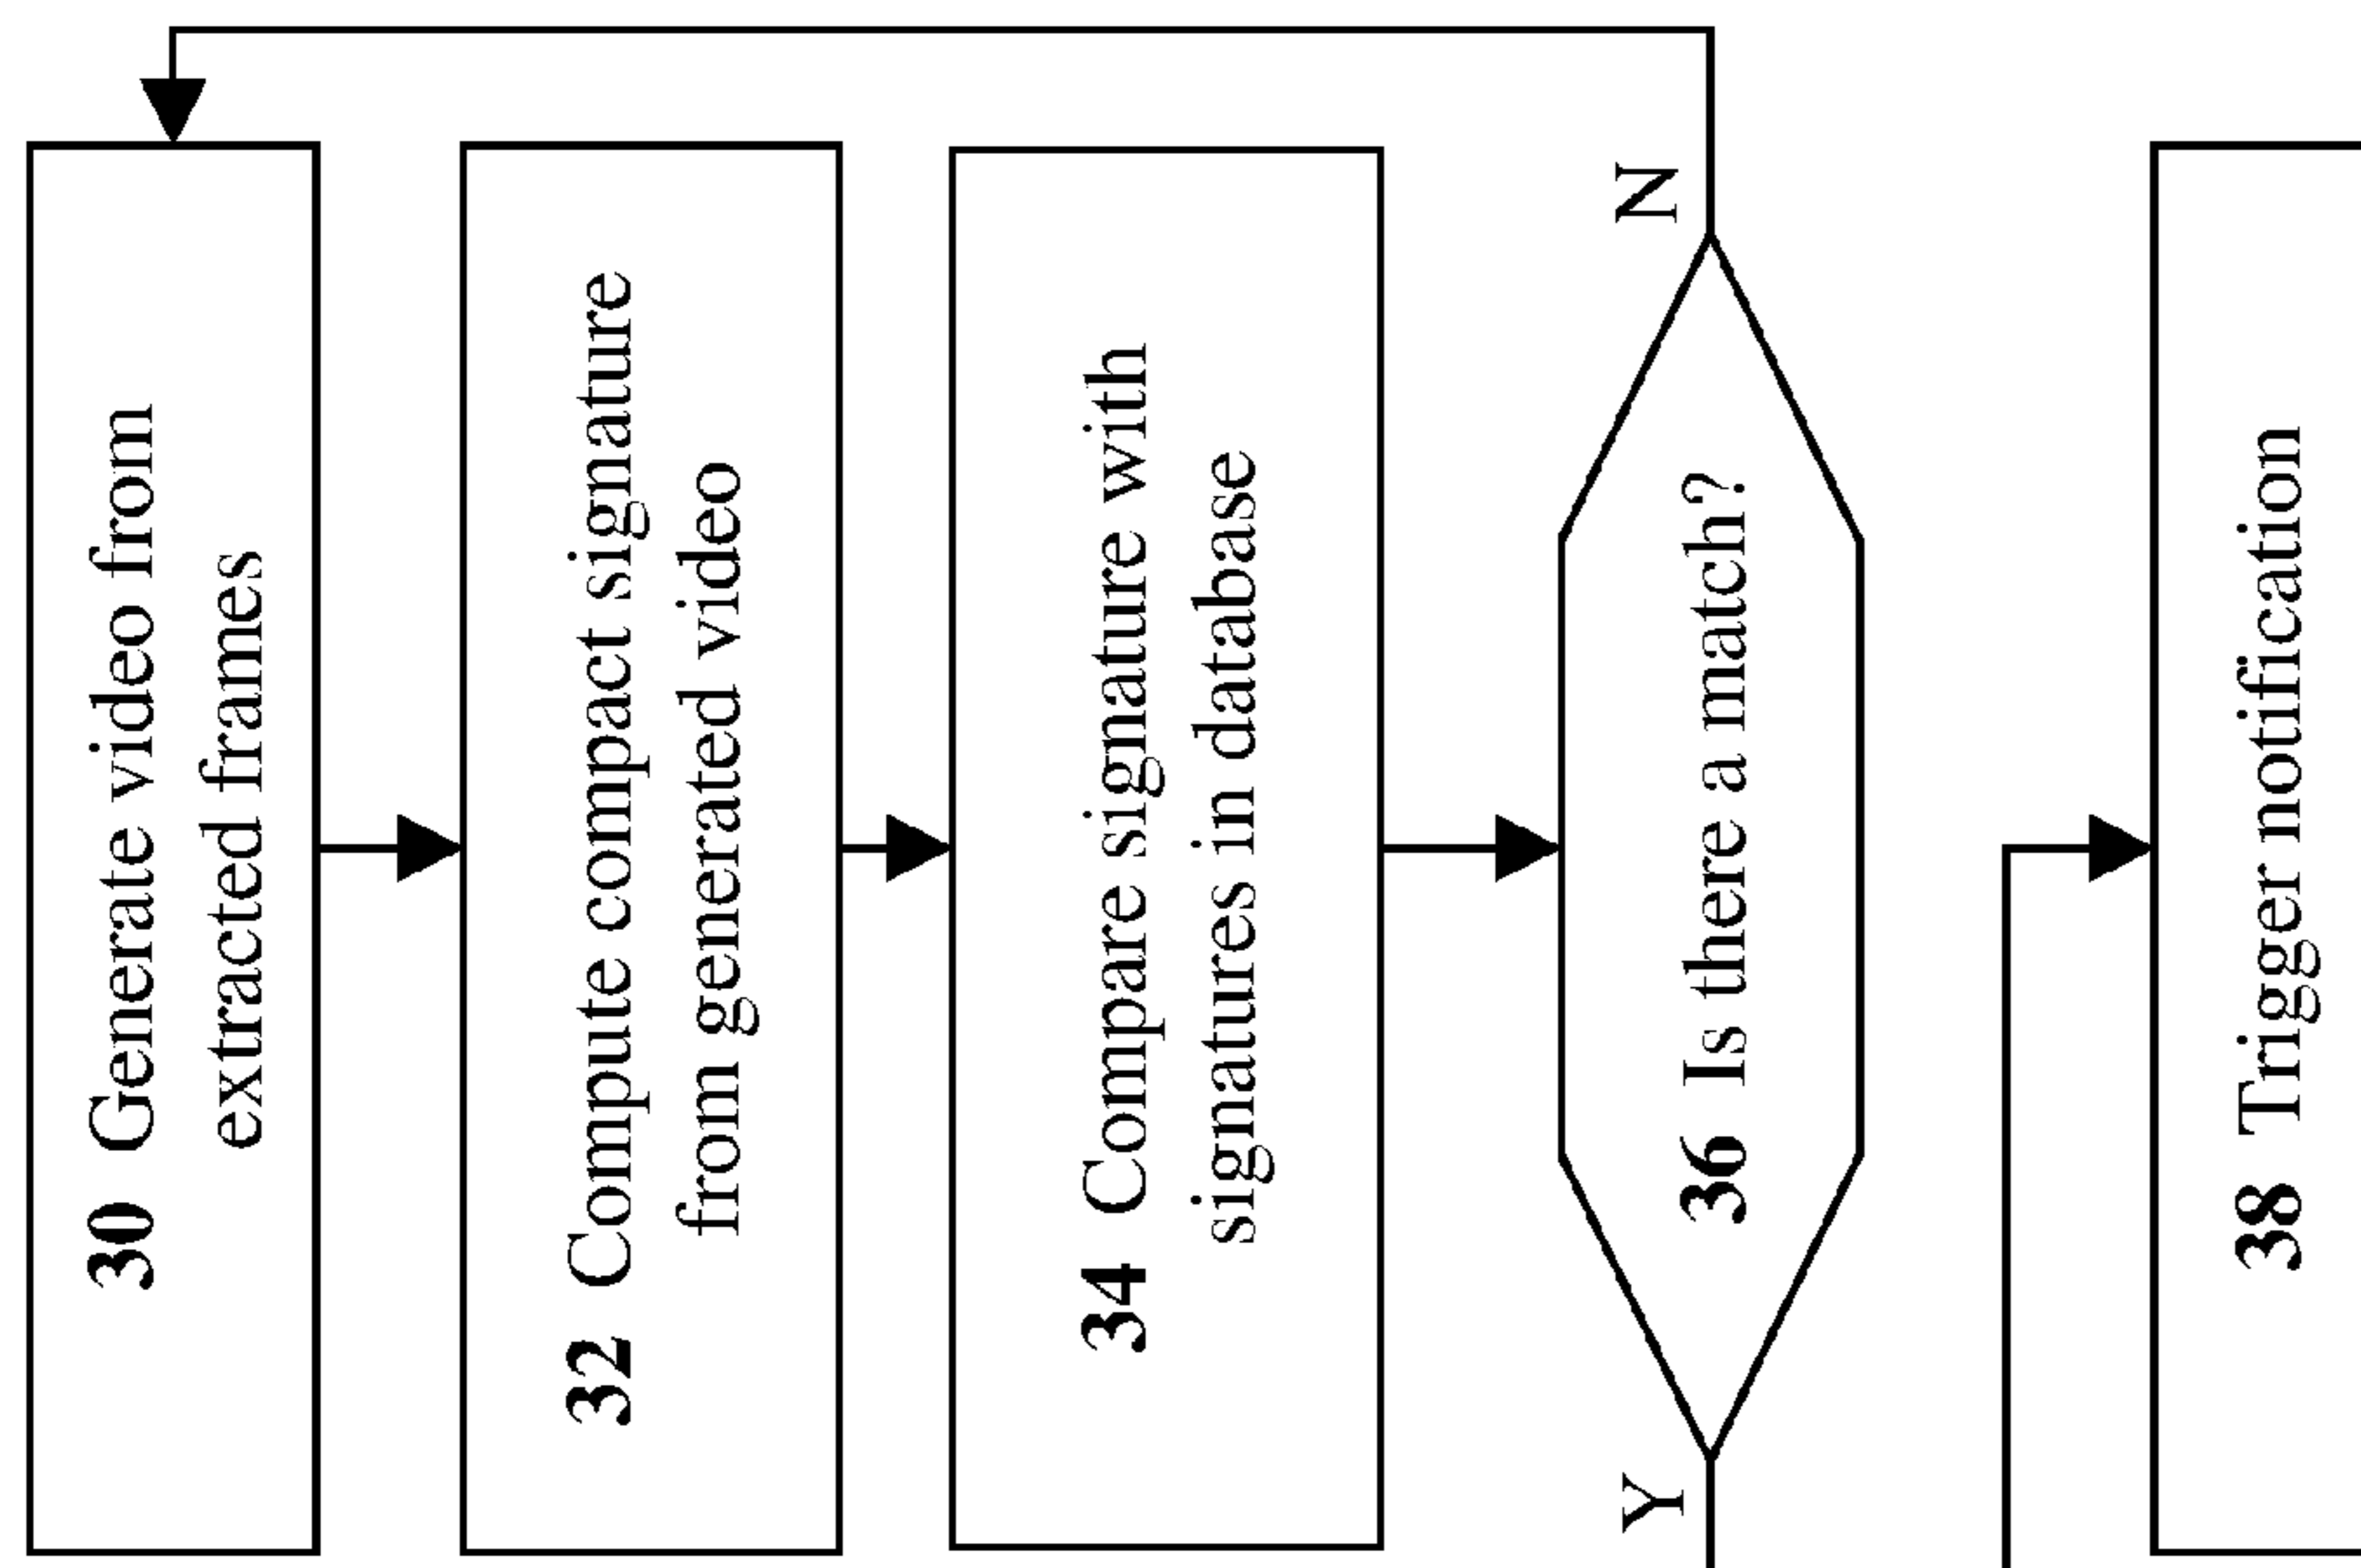 30 Generate video from
extracted frames
32 Compute compact signature
from generated video
34 Compare signature with
signatures in database
36 Is there a match?
Y
N
38 Trigger notification